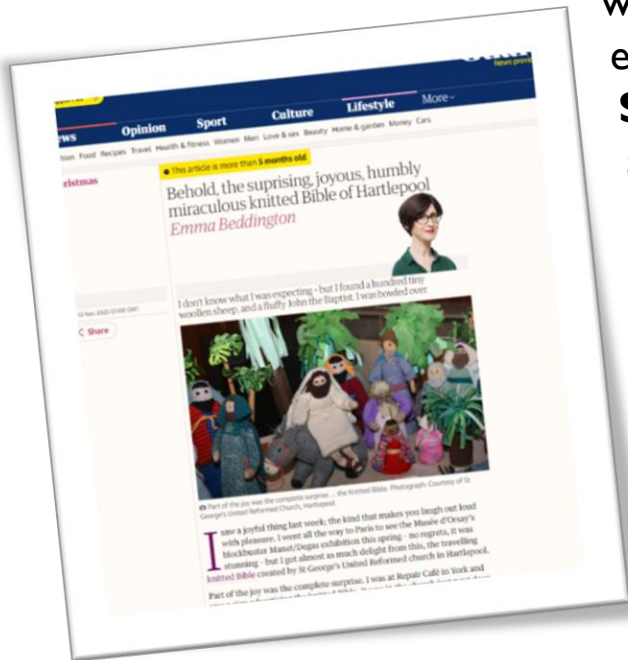 News provi
ews Opinion Sport Culture Lifestyle More
Food Recipes Travel Health & fitness Women Men Love & sex Beauty Home & garden Money Cars
ristmas
This article is more than 5 months old
Behold, the suprising, joyous, humbly
miraculous knitted Bible of Hartlepool
Emma Beddington
I don't know what I was expecting - but I found a hundred tiny
woollen sheep, and a fluffy John the Baptist. I was bowled over
Share
Part of the joy was the complete surprise ... the Knitted Bible. Photograph: Courtesy of St
George's United Reformed Church, Hartlepool
I saw a joyful thing last week; the kind that makes you laugh out loud
with pleasure. I went all the way to Paris to see the Musée d'Orsay's
blockbuster Manet/Degas exhibition this spring - no regrets, it was
stunning - but I got almost as much delight from this, the travelling
knitted Bible created by St George's United Reformed church in Hartlepool.
Part of the joy was the complete surprise. I was at Repair Café in York and
w
e
S
s